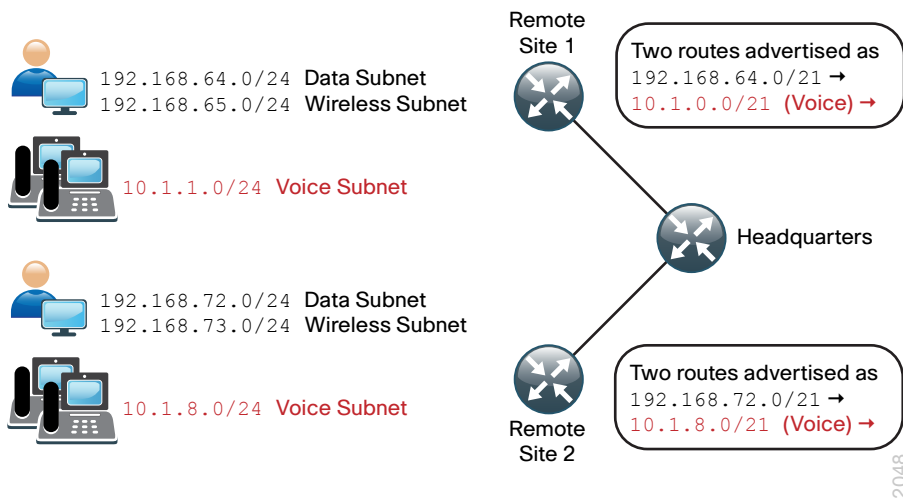 192.168.64.0/24 Data Subnet
192.168.65.0/24 Wireless Subnet
10.1.1.0/24 Voice Subnet
192.168.72.0/24 Data Subnet
192.168.73.0/24 Wireless Subnet
10.1.8.0/24 Voice Subnet
Remote
Site 1
Two routes advertised as
192.168.64.0/21 →
10.1.0.0/21 (Voice) →
Headquarters
Remote
Site 2
Two routes advertised as
192.168.72.0/21 →
10.1.8.0/21 (Voice) →
2048